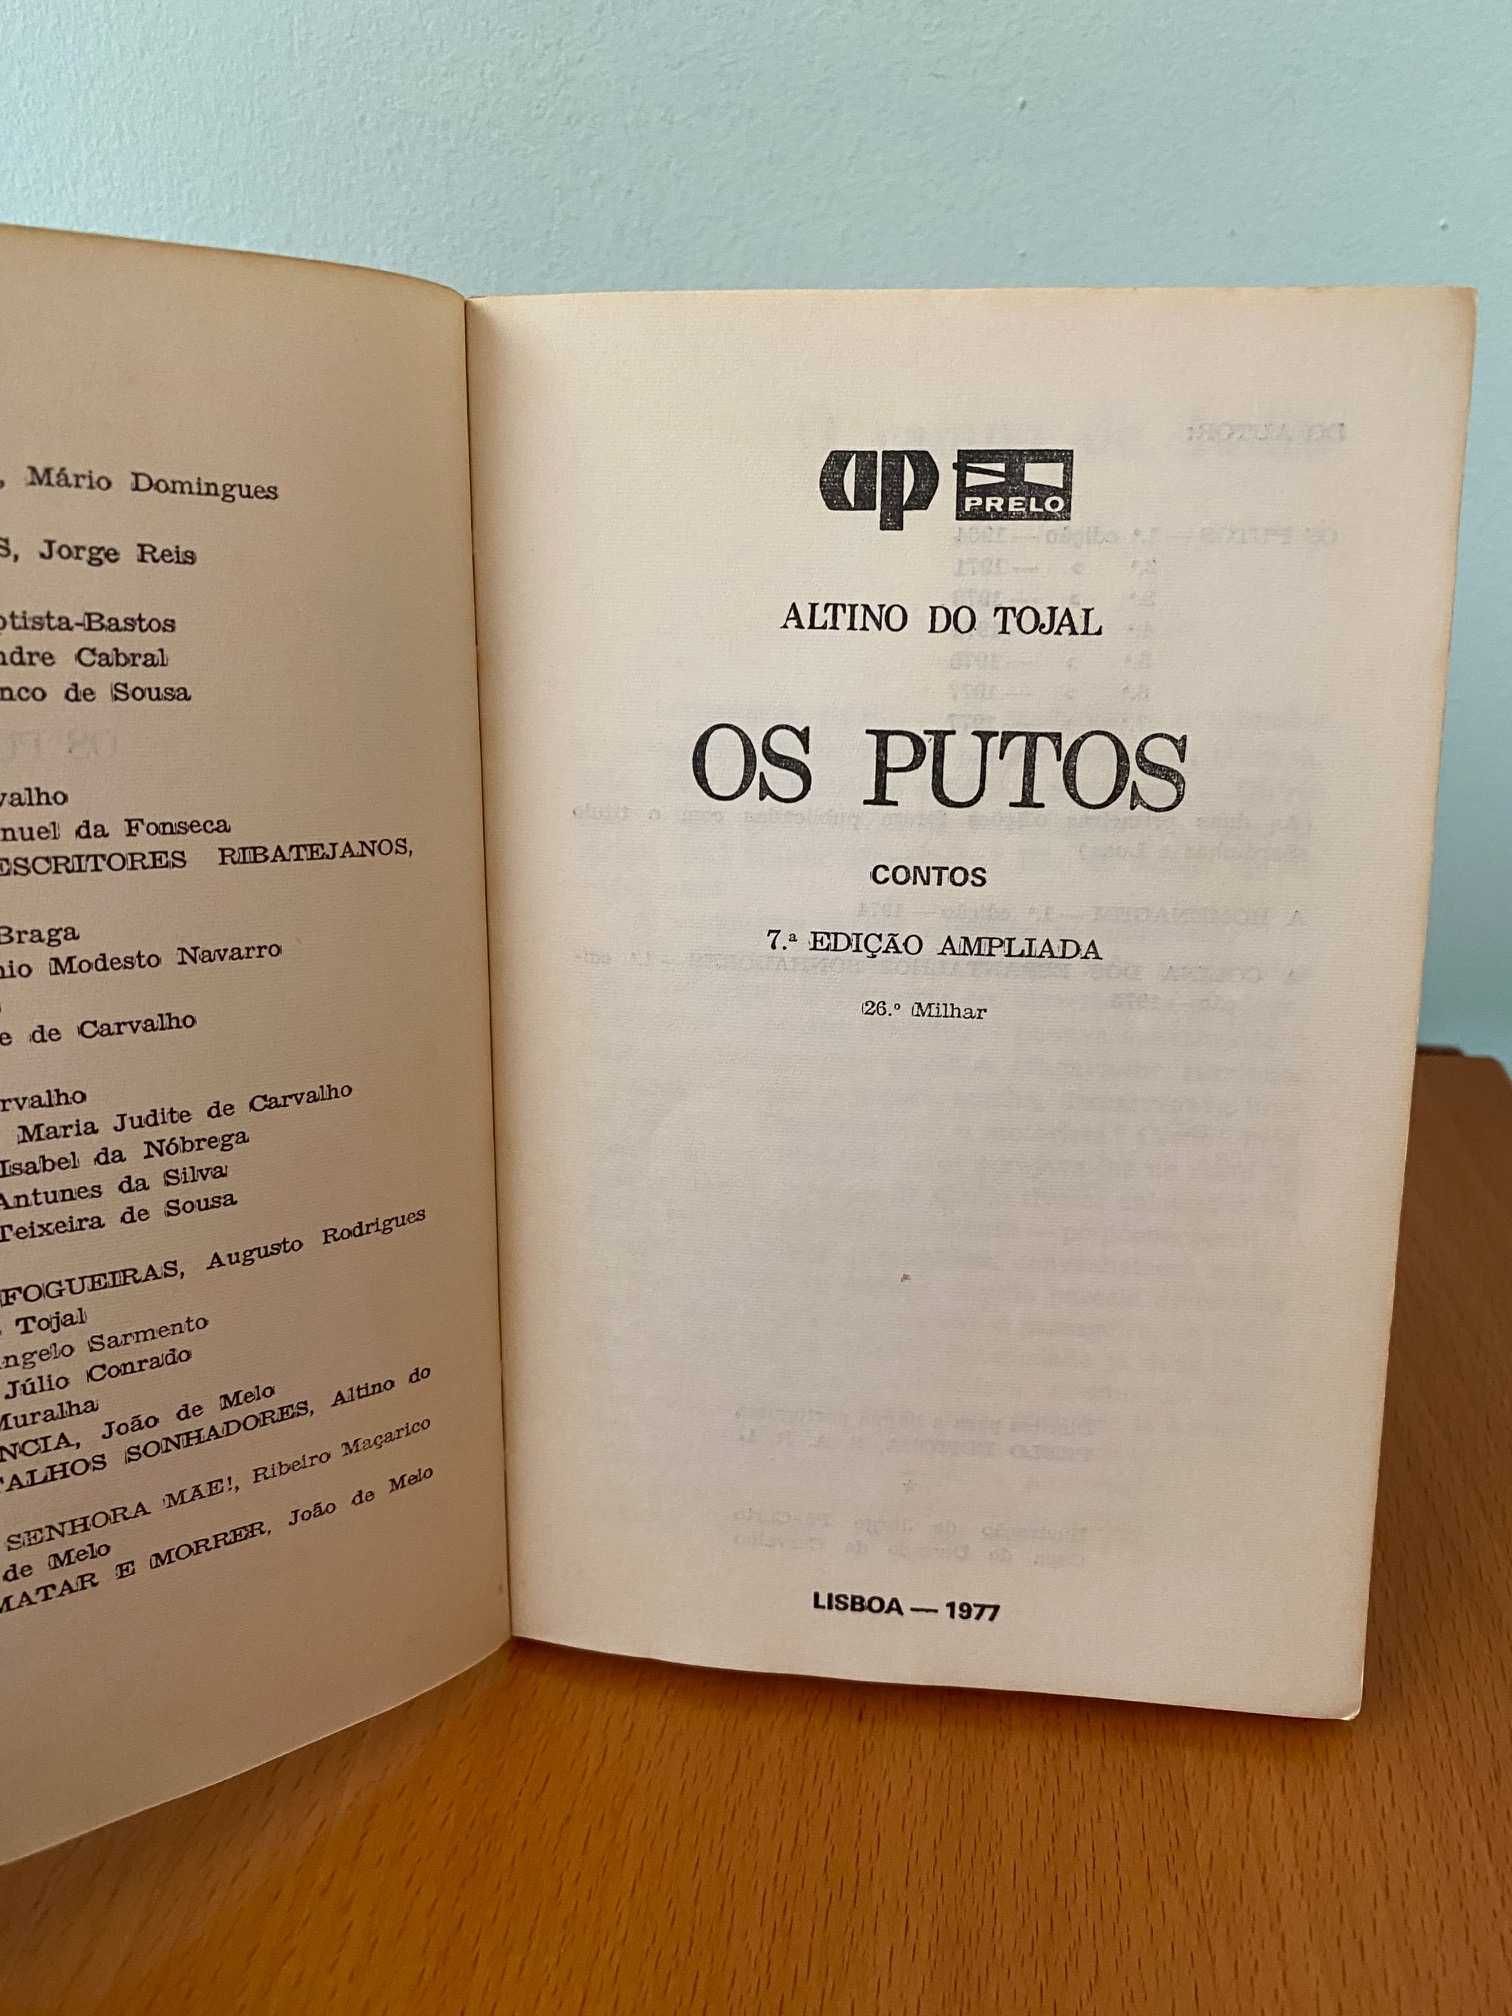 , Mário Domingues
S, Jorge Reis
ptista-Bastos
ndre Cabral
nco de Sousa
valho
nuel da Fonseca
ESCRITORES RIBATEJANOS,
Braga
nio Modesto Navarro
e de Carvalho
rvalho
Maria Judite de Carvalho
Isabel da Nóbrega
Antunes da Silva
Teixeira de Sousa
FOGUEIRAS, Augusto Rodrigues
Tojal
ngelo Sarmento
Júlio Conrado
Muralha
NCIA, João de Melo
TALHOS SONHADORES, Altino do
SENHORA MÃE!, Ribeiro Maçarico
de Melo
MATAR E MORRER, João de Melo
ap PRELO
ALTINO DO TOJAL
OS PUTOS
CONTOS
7.ª EDIÇÃO AMPLIADA
26.º Milhar
LISBOA — 1977